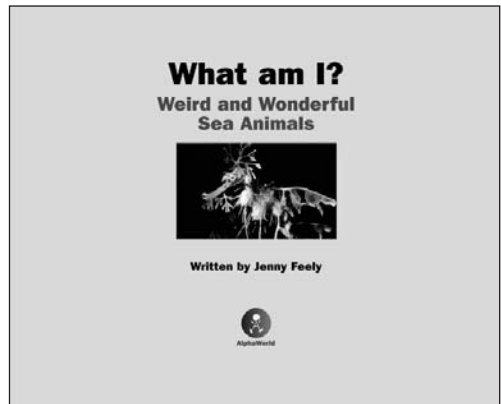 What am I?
Weird and Wonderful
Sea Animals
Written by Jenny Feely
AlphaWorld